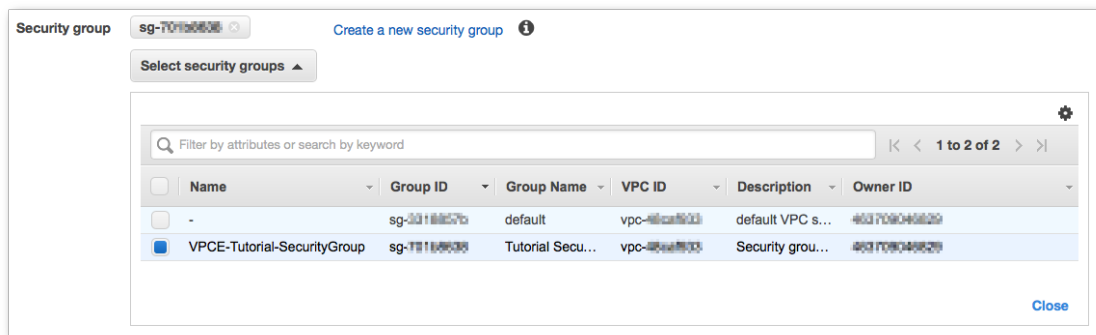 Security group sg- Create a new security group
Select security groups
Filter by attributes or search by keyword 1 to 2 of 2
Name Group ID Group Name VPC ID Description Owner ID
- sg- default vpc- default VPC s...
VPCE-Tutorial-SecurityGroup sg- Tutorial Secu... vpc- Security grou...
Close